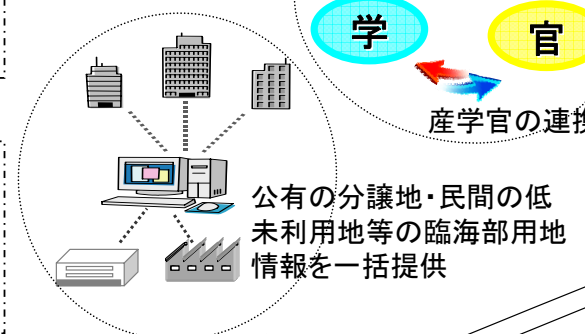 学 官
産学官の連携
公有の分譲地・民間の低
未利用地等の臨海部用地
情報を一括提供